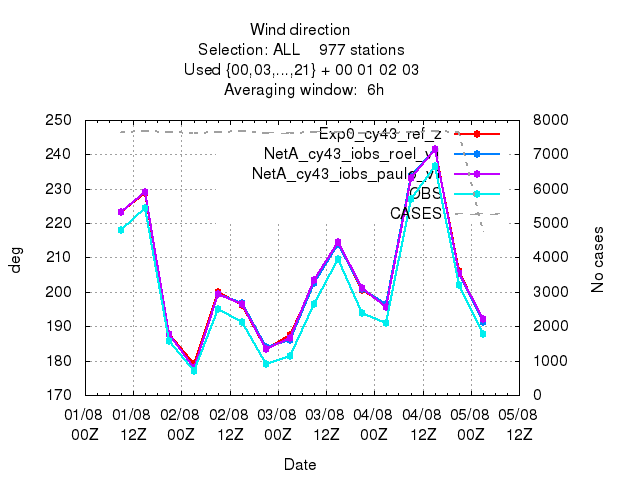 Wind direction
Selection: ALL    977 stations
Used {00,03,...,21} + 00 01 02 03
Averaging window:  6h
250
240
230
220
210
200
190
180
170
8000
7000
6000
5000
4000
3000
2000
1000
0
deg
No cases
Exp0_cy43_ref_z
NetA_cy43_iobs_roel_v
NetA_cy43_iobs_paulo_v
OBS
CASES
01/08 01/08 02/08 02/08 03/08 03/08 04/08 04/08 05/08 05/08
00Z 12Z 00Z 12Z 00Z 12Z 00Z 12Z 00Z 12Z
Date